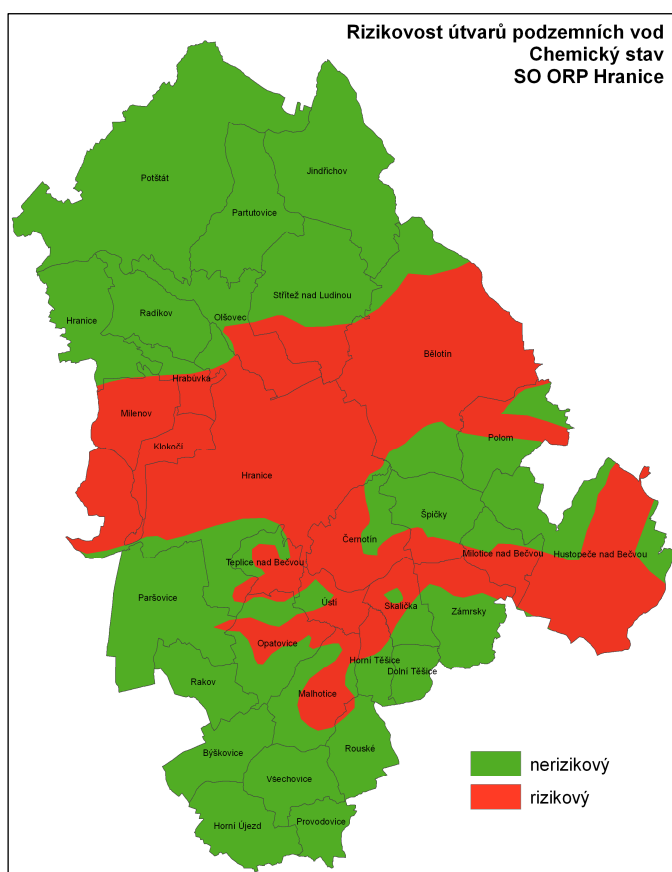 Rizikovost útvarů podzemních vod
Chemický stav
SO ORP Hranice
Jindřichov
Potštát
Partutovice
Střítež nad Ludinou
Radíkov
Olšovec
Hranice
Bělotín
Hrabůvka
Milenov
Klokočí
Polom
Hranice
Špičky
Černotín
Milotice nad Bečvou
Hustopeče nad Bečvou
Teplice nad Bečvou
Paršovice
Ústí
Skalička
Zámrsky
Opatovice
Horní Těšice
Dolní Těšice
Rakov
Malhotice
Rouské
Býškovice
Všechovice
Horní Újezd
Provodovice
nerizikový
rizikový